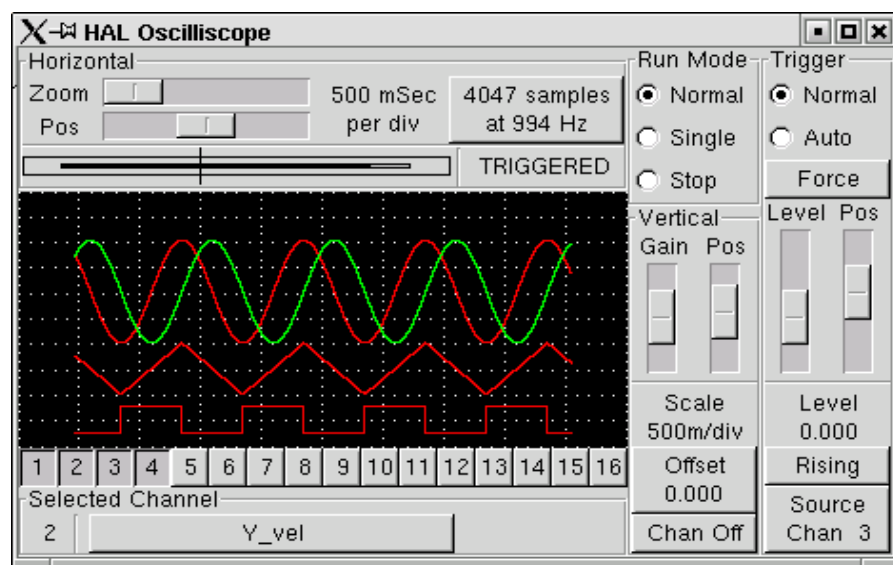 HAL Oscilliscope
Horizontal
Zoom
Pos
500 mSec
per div
4047 samples
at 994 Hz
TRIGGERED
Run Mode
Normal
Single
Stop
Trigger
Normal
Auto
Force
Vertical
Gain Pos
Level Pos
Scale
500m/div
Offset
0.000
Chan Off
Level
0.000
Rising
Source
Chan 3
1 2 3 4 5 6 7 8 9 10 11 12 13 14 15 16
Selected Channel
2 Y_vel